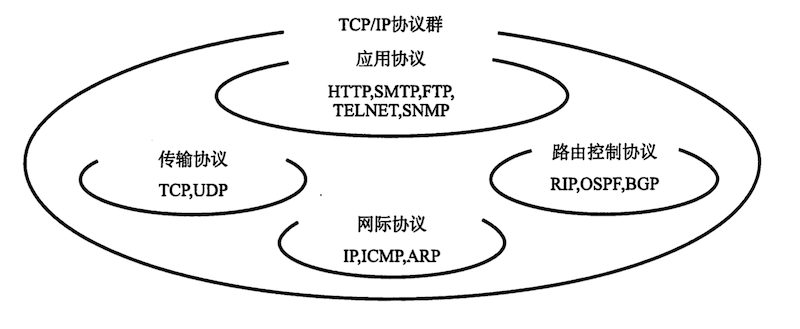 TCP/IP协议群
应用协议
HTTP,SMTP,FTP,
TELNET,SNMP
传输协议
TCP,UDP
路由控制协议
RIP,OSPF,BGP
网际协议
IP,ICMP,ARP